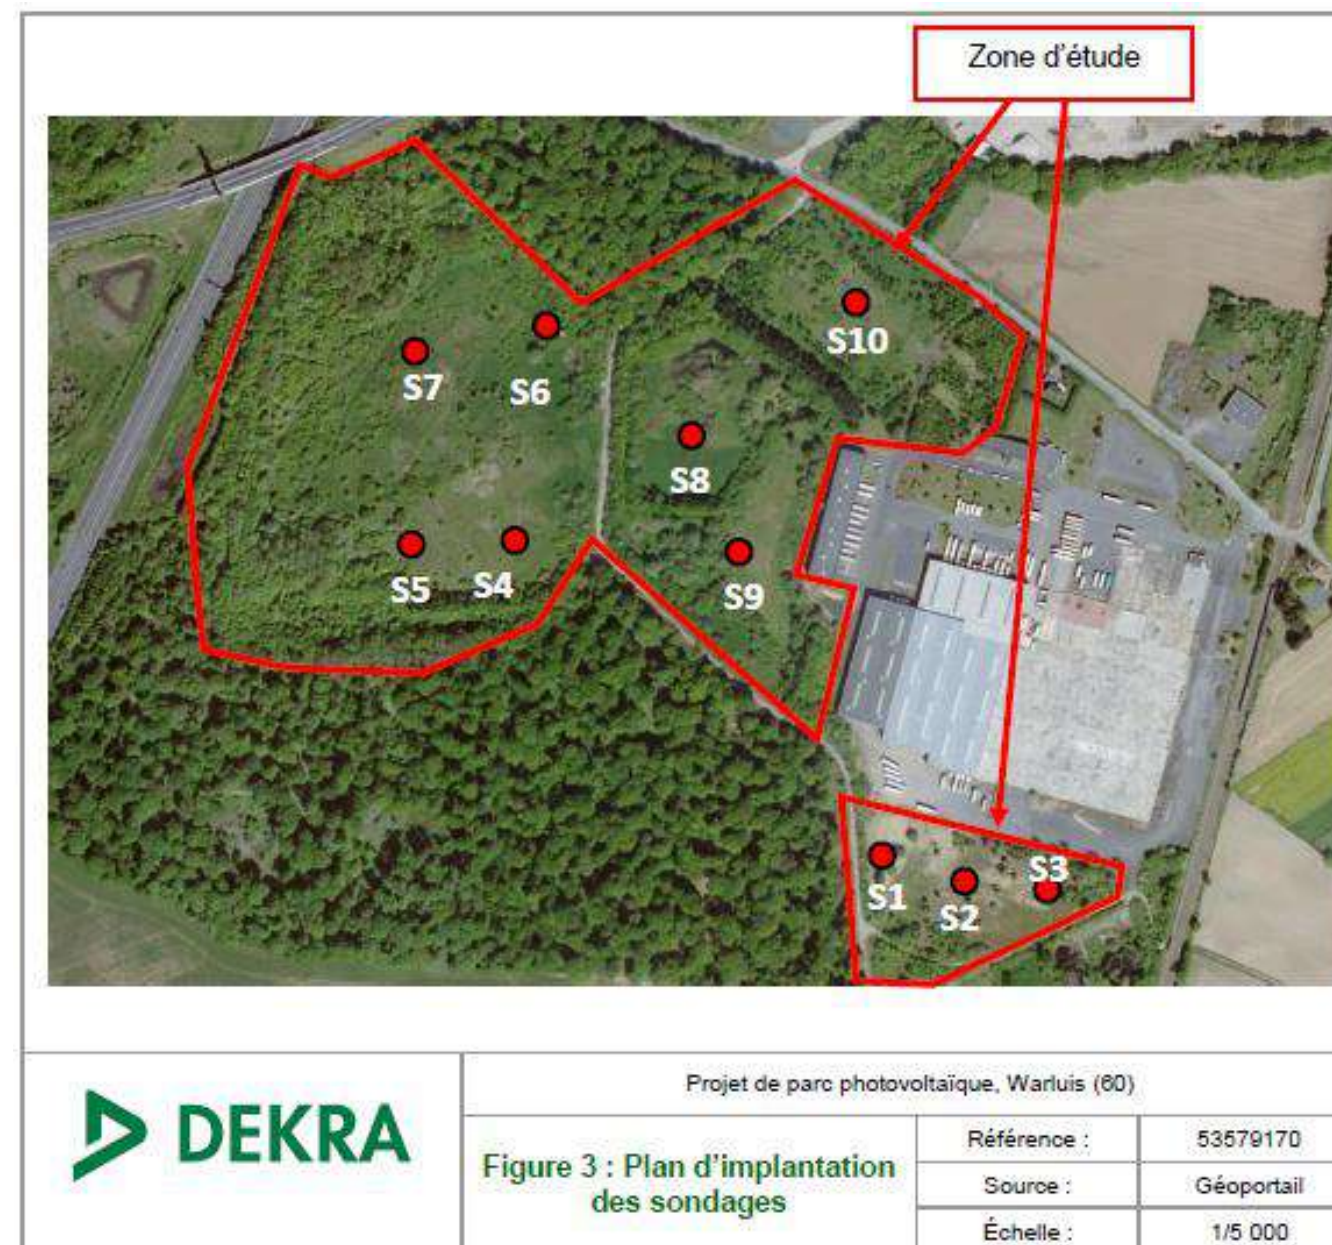 Zone d'étude
S10
S7
S6
S8
S5
S4
S9
S3
S1
S2
DEKRA
Projet de parc photovoltaïque, Warluis (60)
Figure 3 : Plan d'implantation
des sondages
Référence :
53579170
Source :
Géoportail
Échelle :
1/5 000